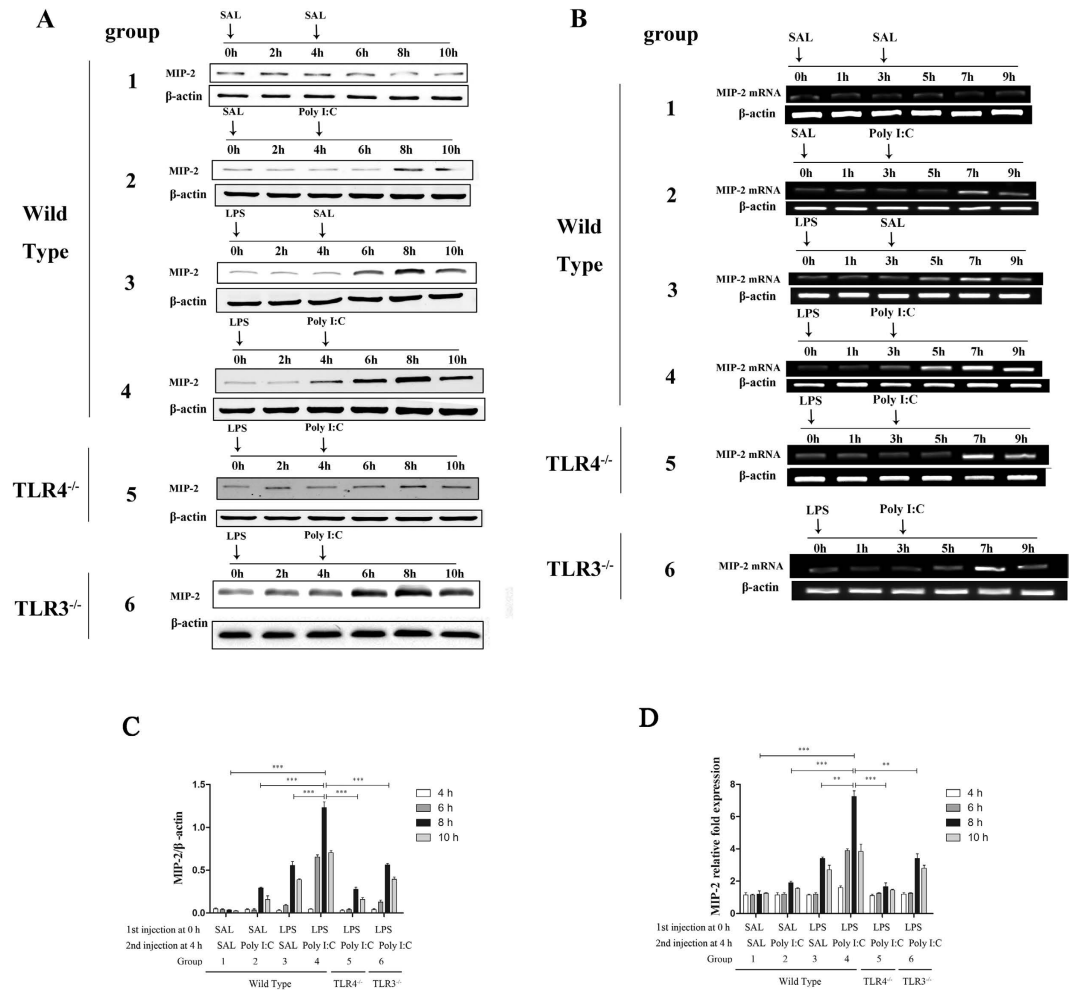 A
group
SAL SAL
0h 2h 4h 6h 8h 10h
Wild
Type
1
MIP-2
β-actin
SAL Poly I:C
0h 2h 4h 6h 8h 10h
2
MIP-2
β-actin
LPS SAL
0h 2h 4h 6h 8h 10h
3
MIP-2
β-actin
LPS Poly I:C
0h 2h 4h 6h 8h 10h
4
MIP-2
β-actin
LPS Poly I:C
0h 2h 4h 6h 8h 10h
TLR4-/-
5
MIP-2
β-actin
LPS Poly I:C
0h 2h 4h 6h 8h 10h
TLR3-/-
6
MIP-2
β-actin
B
group
SAL SAL
0h 1h 3h 5h 7h 9h
Wild
Type
1
MIP-2 mRNA
β-actin
SAL Poly I:C
0h 1h 3h 5h 7h 9h
2
MIP-2 mRNA
β-actin
LPS SAL
0h 1h 3h 5h 7h 9h
3
MIP-2 mRNA
β-actin
LPS Poly I:C
0h 1h 3h 5h 7h 9h
4
MIP-2 mRNA
β-actin
LPS Poly I:C
0h 1h 3h 5h 7h 9h
TLR4-/-
5
MIP-2 mRNA
β-actin
LPS Poly I:C
0h 1h 3h 5h 7h 9h
TLR3-/-
6
MIP-2 mRNA
β-actin
C
MIP-2/β -actin
1.5
1.0
0.5
0.0
*** *** *** *** ***
4 h
6 h
8 h
10 h
1st injection at 0 h SAL SAL LPS LPS LPS LPS
2nd injection at 4 h SAL Poly I:C SAL Poly I:C Poly I:C Poly I:C
Group 1 2 3 4 5 6
Wild Type TLR4-/- TLR3-/-
D
MIP-2 relative fold expression
8
6
4
2
0
*** *** ** ** ***
4 h
6 h
8 h
10 h
1st injection at 0 h SAL SAL LPS LPS LPS LPS
2nd injection at 4 h SAL Poly I:C SAL Poly I:C Poly I:C Poly I:C
Group 1 2 3 4 5 6
Wild Type TLR4-/- TLR3-/-